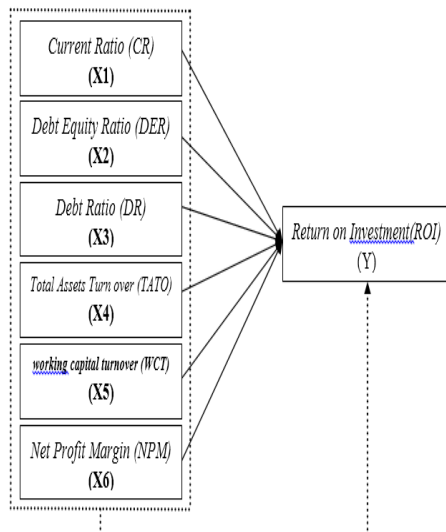 Current Ratio (CR)
(X1)
Debt Equity Ratio (DER)
(X2)
Debt Ratio (DR)
(X3)
Total Assets Turn over (TATO)
(X4)
working capital turnover (WCT)
(X5)
Net Profit Margin (NPM)
(X6)
Return on Investment(ROI)
(Y)